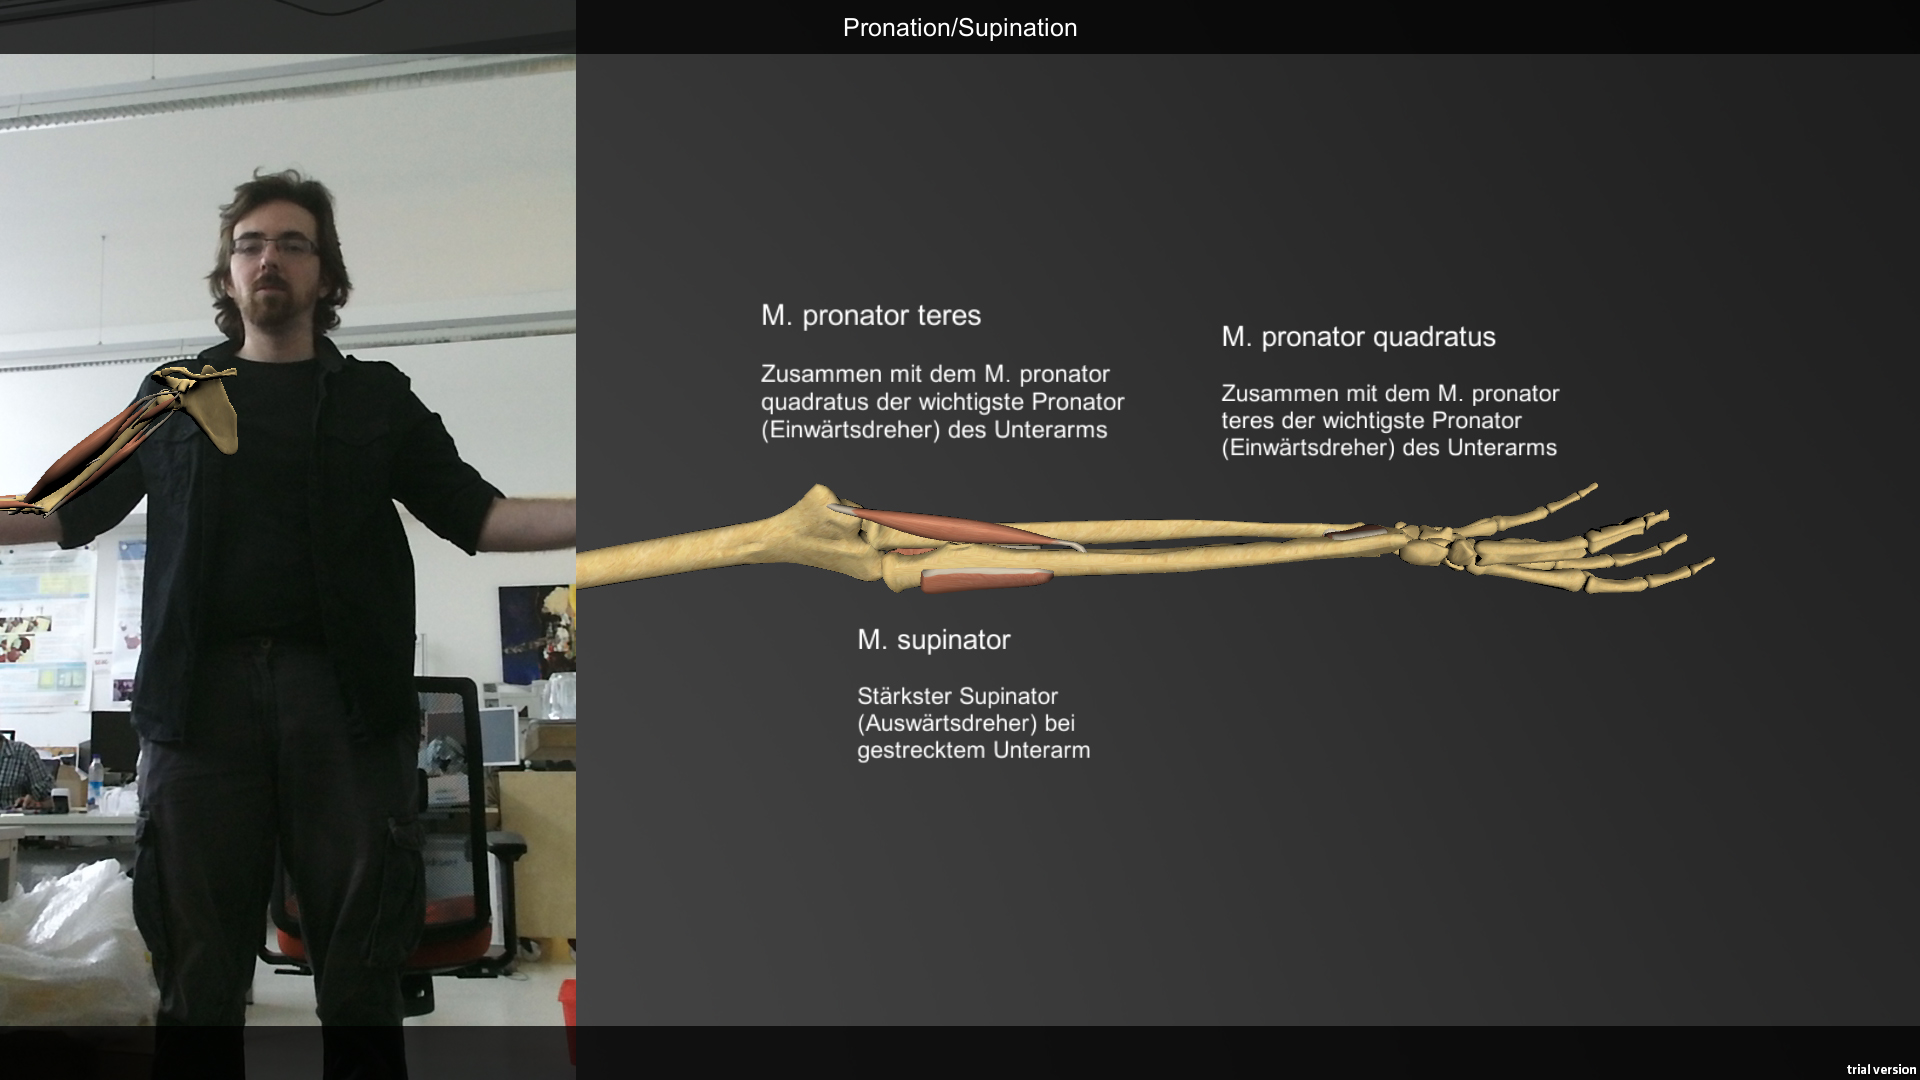 Pronation/Supination
M. pronator teres
Zusammen mit dem M. pronator
quadratus der wichtigste Pronator
(Einwärtsdreher) des Unterarms
M. pronator quadratus
Zusammen mit dem M. pronator
teres der wichtigste Pronator
(Einwärtsdreher) des Unterarms
M. supinator
Stärkster Supinator
(Auswärtsdreher) bei
gestrecktem Unterarm
trial version